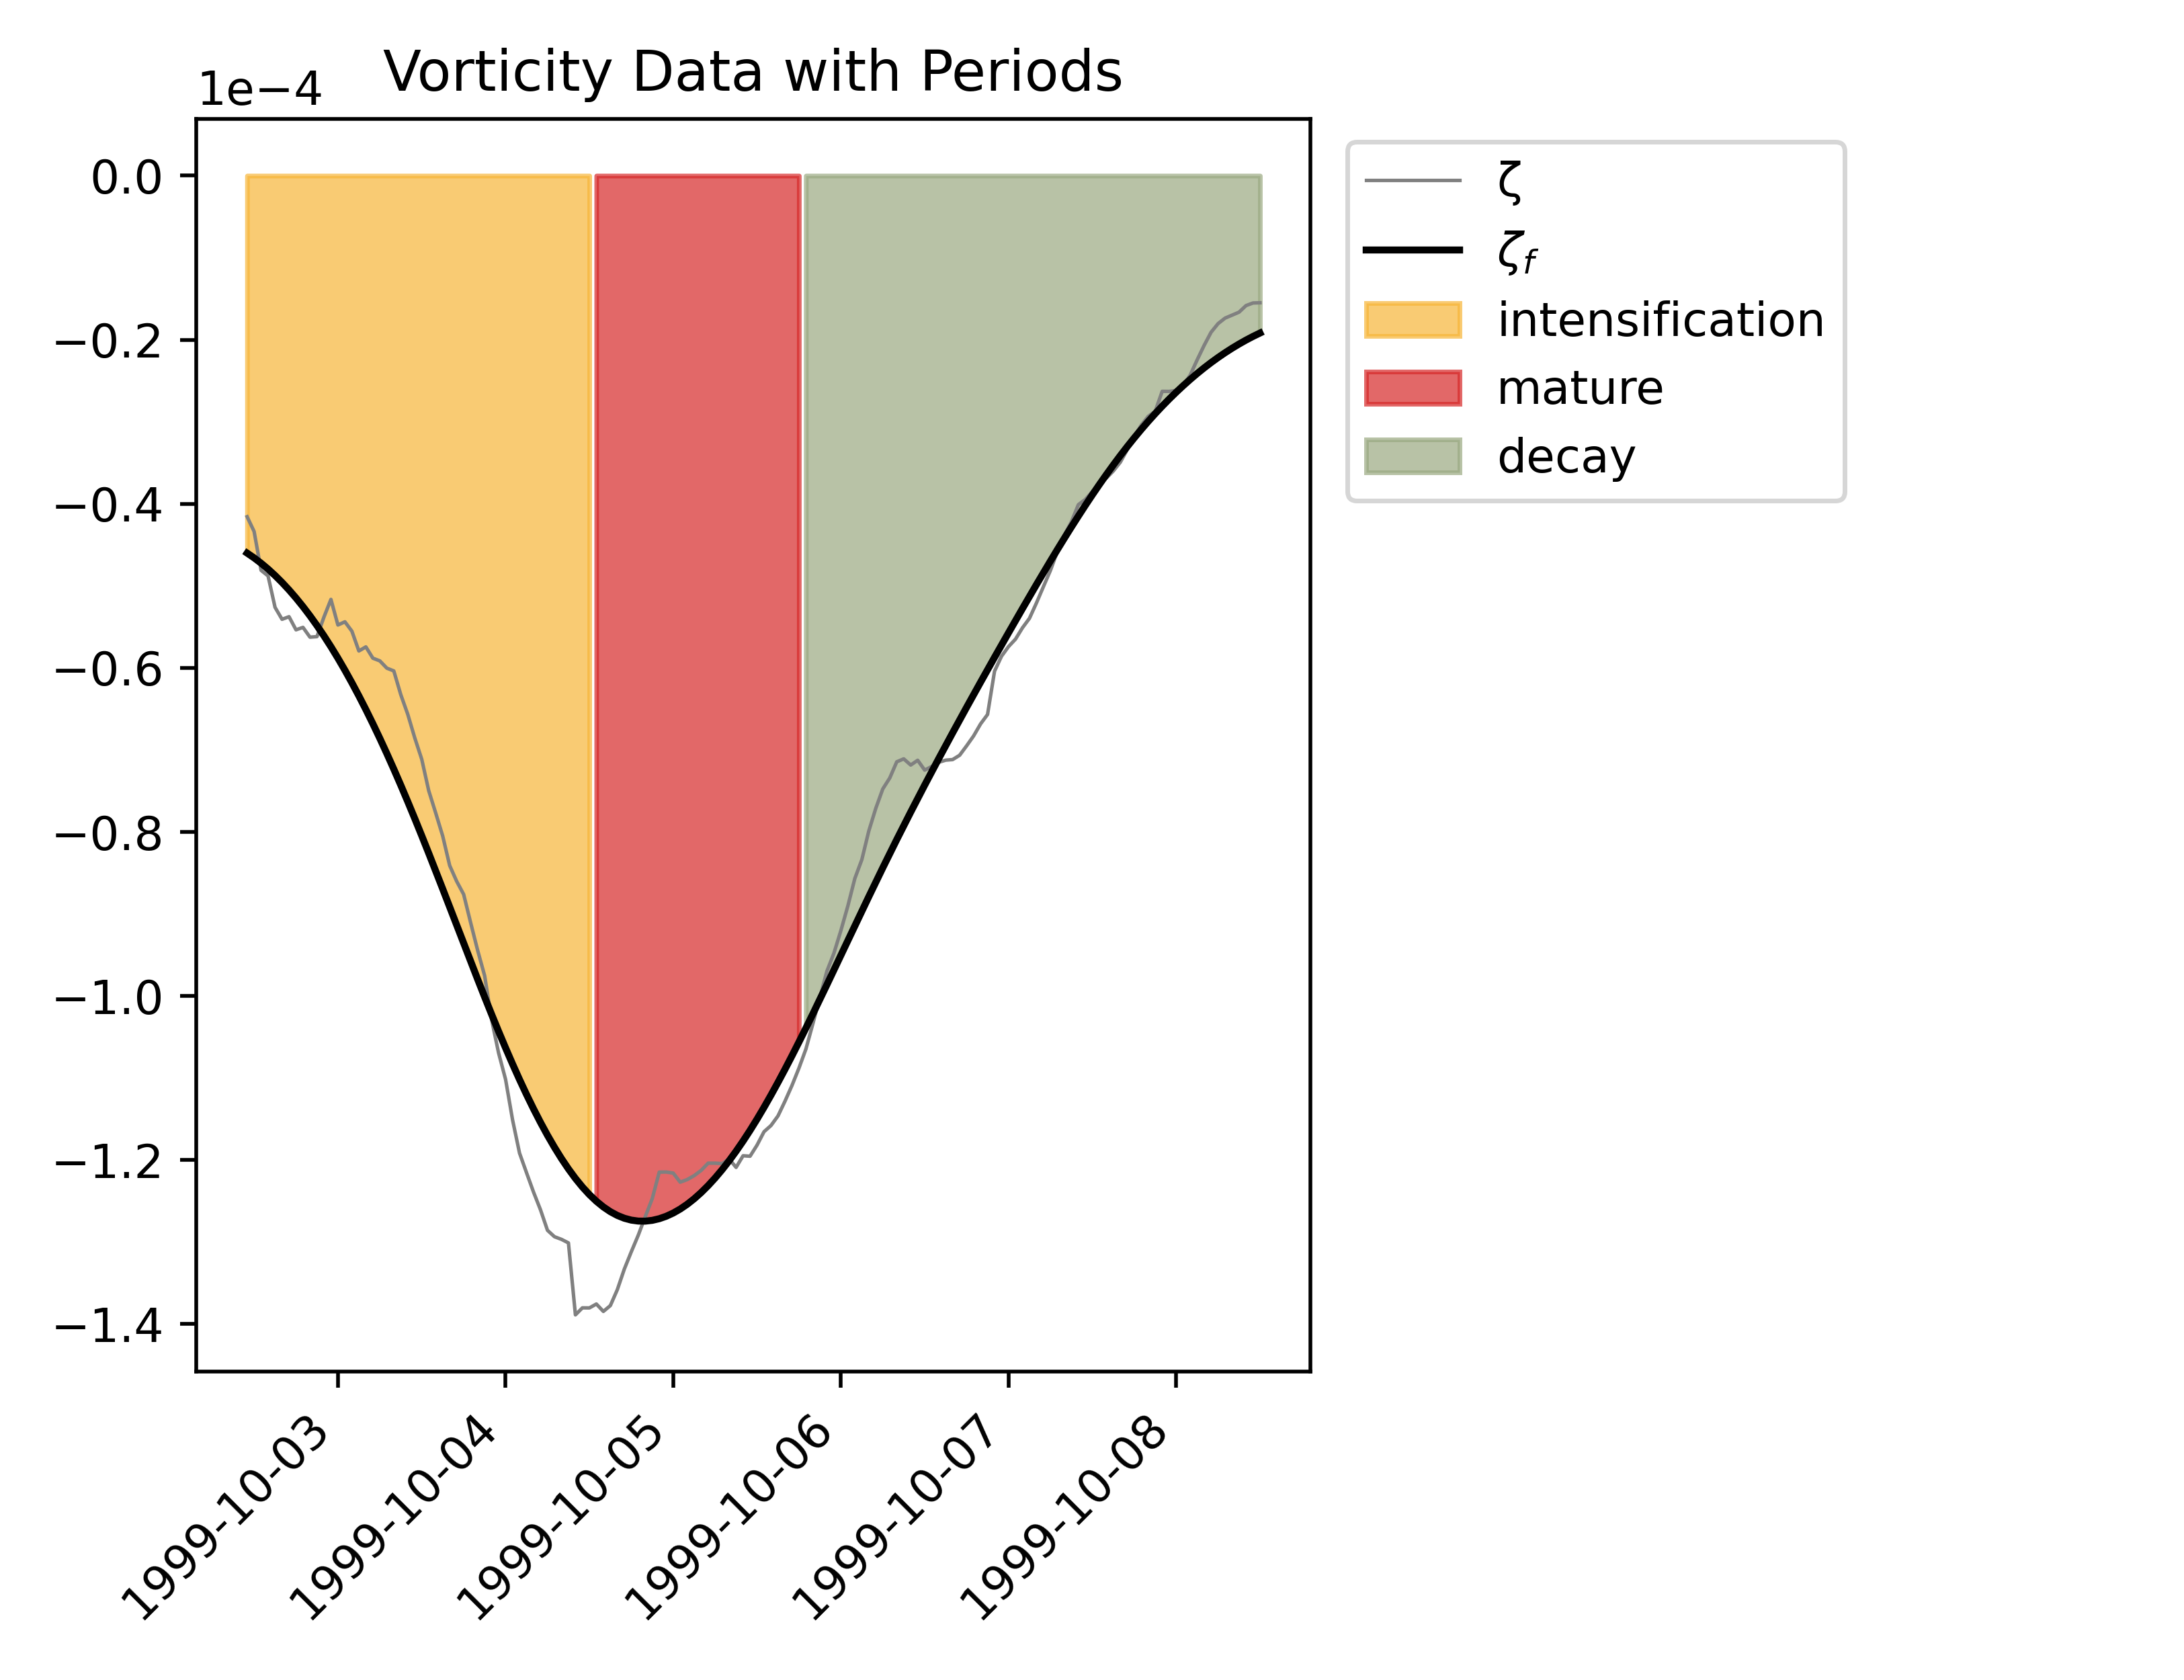 Vorticity Data with Periods
1e−4
0.0
−0.2
−0.4
−0.6
−0.8
−1.0
−1.2
−1.4
1999-10-03
1999-10-04
1999-10-05
1999-10-06
1999-10-07
1999-10-08
ζ
ζf
intensification
mature
decay